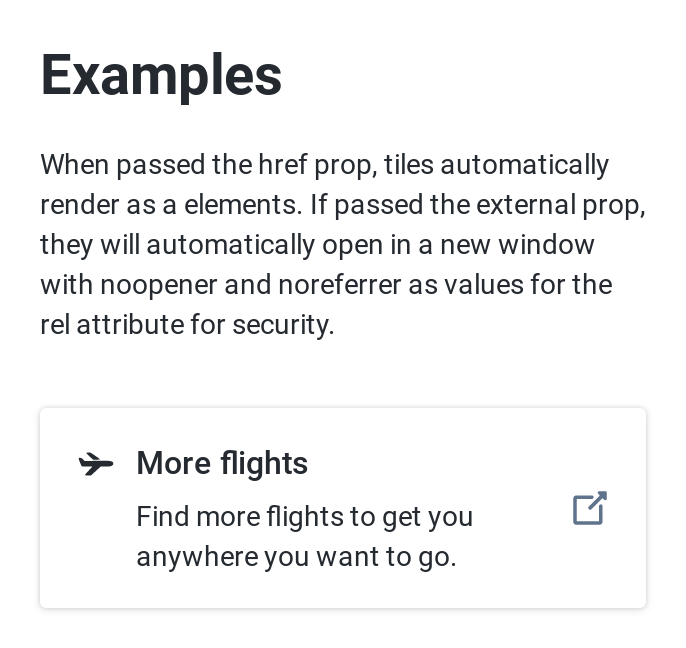 Examples
When passed the href prop, tiles automatically
render as a elements. If passed the external prop,
they will automatically open in a new window
with noopener and noreferrer as values for the
rel attribute for security.
More flights
Find more flights to get you
anywhere you want to go.